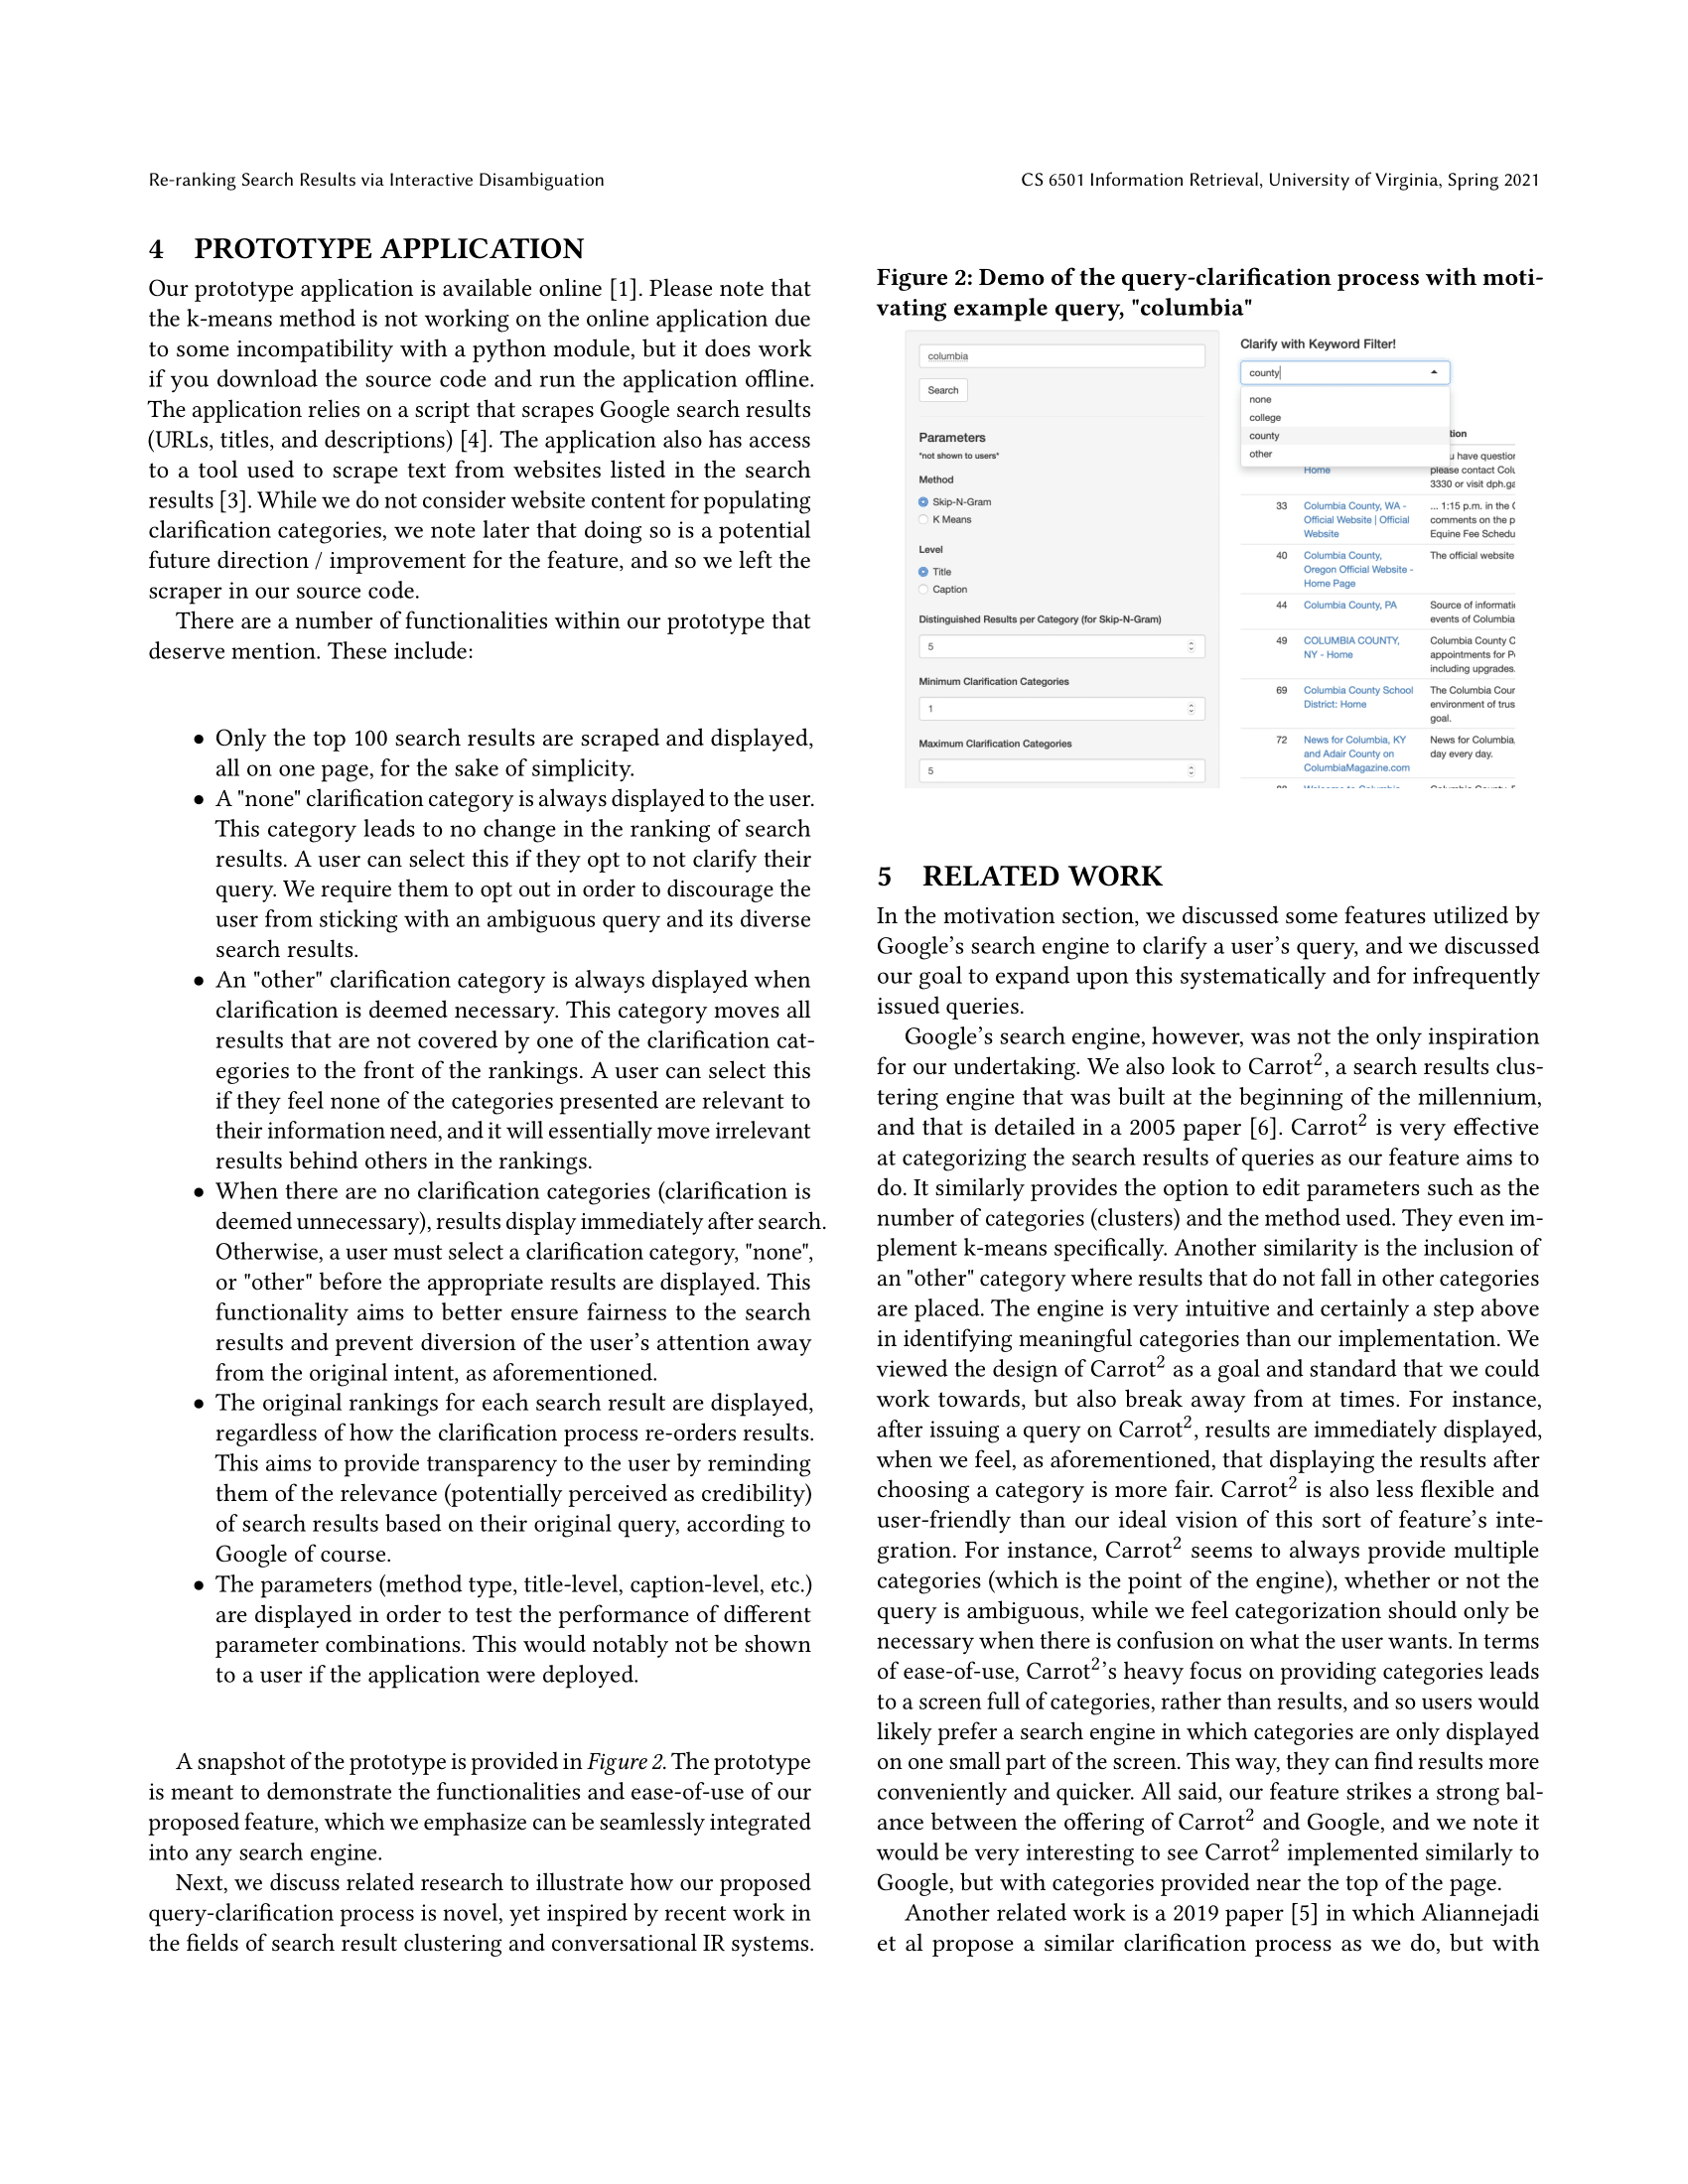 Re-ranking Search Results via Interactive Disambiguation
CS 6501 Information Retrieval, University of Virginia, Spring 2021
4 PROTOTYPE APPLICATION
Our prototype application is available online [1]. Please note that
the k-means method is not working on the online application due
to some incompatibility with a python module, but it does work
if you download the source code and run the application offline.
The application relies on a script that scrapes Google search results
(URLs, titles, and descriptions) [4]. The application also has access
to a tool used to scrape text from websites listed in the search
results [3]. While we do not consider website content for populating
clarification categories, we note later that doing so is a potential
future direction / improvement for the feature, and so we left the
scraper in our source code.
There are a number of functionalities within our prototype that
deserve mention. These include:
• Only the top 100 search results are scraped and displayed,
all on one page, for the sake of simplicity.
• A "none" clarification category is always displayed to the user.
This category leads to no change in the ranking of search
results. A user can select this if they opt to not clarify their
query. We require them to opt out in order to discourage the
user from sticking with an ambiguous query and its diverse
search results.
• An "other" clarification category is always displayed when
clarification is deemed necessary. This category moves all
results that are not covered by one of the clarification cat-
egories to the front of the rankings. A user can select this
if they feel none of the categories presented are relevant to
their information need, and it will essentially move irrelevant
results behind others in the rankings.
• When there are no clarification categories (clarification is
deemed unnecessary), results display immediately after search.
Otherwise, a user must select a clarification category, "none",
or "other" before the appropriate results are displayed. This
functionality aims to better ensure fairness to the search
results and prevent diversion of the user's attention away
from the original intent, as aforementioned.
• The original rankings for each search result are displayed,
regardless of how the clarification process re-orders results.
This aims to provide transparency to the user by reminding
them of the relevance (potentially perceived as credibility)
of search results based on their original query, according to
Google of course.
• The parameters (method type, title-level, caption-level, etc.)
are displayed in order to test the performance of different
parameter combinations. This would notably not be shown
to a user if the application were deployed.
A snapshot of the prototype is provided in Figure 2. The prototype
is meant to demonstrate the functionalities and ease-of-use of our
proposed feature, which we emphasize can be seamlessly integrated
into any search engine.
Next, we discuss related research to illustrate how our proposed
query-clarification process is novel, yet inspired by recent work in
the fields of search result clustering and conversational IR systems.
Figure 2: Demo of the query-clarification process with moti-
vating example query, "columbia"
columbia
Search
Parameters
*not shown to users*
Method
Skip-N-Gram
K Means
Level
Title
Caption
Distinguished Results per Category (for Skip-N-Gram)
5
Minimum Clarification Categories
1
Maximum Clarification Categories
5
Clarify with Keyword Filter!
county
none
college
county
other
tion
u have question
Home please contact Colu
3330 or visit dph.ga
33 Columbia County, WA - ... 1:15 p.m. in the
Official Website | Official comments on the p
Website Equine Fee Schedu
40 Columbia County, The official website
Oregon Official Website -
Home Page
44 Columbia County, PA Source of informati
events of Columbia
49 COLUMBIA COUNTY, Columbia County C
NY - Home appointments for P
including upgrades.
69 Columbia County School The Columbia Cour
District: Home environment of trus
goal.
72 News for Columbia, KY News for Columbia,
and Adair County on day every day.
ColumbiaMagazine.com
5 RELATED WORK
In the motivation section, we discussed some features utilized by
Google's search engine to clarify a user's query, and we discussed
our goal to expand upon this systematically and for infrequently
issued queries.
Google's search engine, however, was not the only inspiration
for our undertaking. We also look to Carrot², a search results clus-
tering engine that was built at the beginning of the millennium,
and that is detailed in a 2005 paper [6]. Carrot² is very effective
at categorizing the search results of queries as our feature aims to
do. It similarly provides the option to edit parameters such as the
number of categories (clusters) and the method used. They even im-
plement k-means specifically. Another similarity is the inclusion of
an "other" category where results that do not fall in other categories
are placed. The engine is very intuitive and certainly a step above
in identifying meaningful categories than our implementation. We
viewed the design of Carrot² as a goal and standard that we could
work towards, but also break away from at times. For instance,
after issuing a query on Carrot², results are immediately displayed,
when we feel, as aforementioned, that displaying the results after
choosing a category is more fair. Carrot² is also less flexible and
user-friendly than our ideal vision of this sort of feature's inte-
gration. For instance, Carrot² seems to always provide multiple
categories (which is the point of the engine), whether or not the
query is ambiguous, while we feel categorization should only be
necessary when there is confusion on what the user wants. In terms
of ease-of-use, Carrot²'s heavy focus on providing categories leads
to a screen full of categories, rather than results, and so users would
likely prefer a search engine in which categories are only displayed
on one small part of the screen. This way, they can find results more
conveniently and quicker. All said, our feature strikes a strong bal-
ance between the offering of Carrot² and Google, and we note it
would be very interesting to see Carrot² implemented similarly to
Google, but with categories provided near the top of the page.
Another related work is a 2019 paper [5] in which Aliannejadi
et al propose a similar clarification process as we do, but with